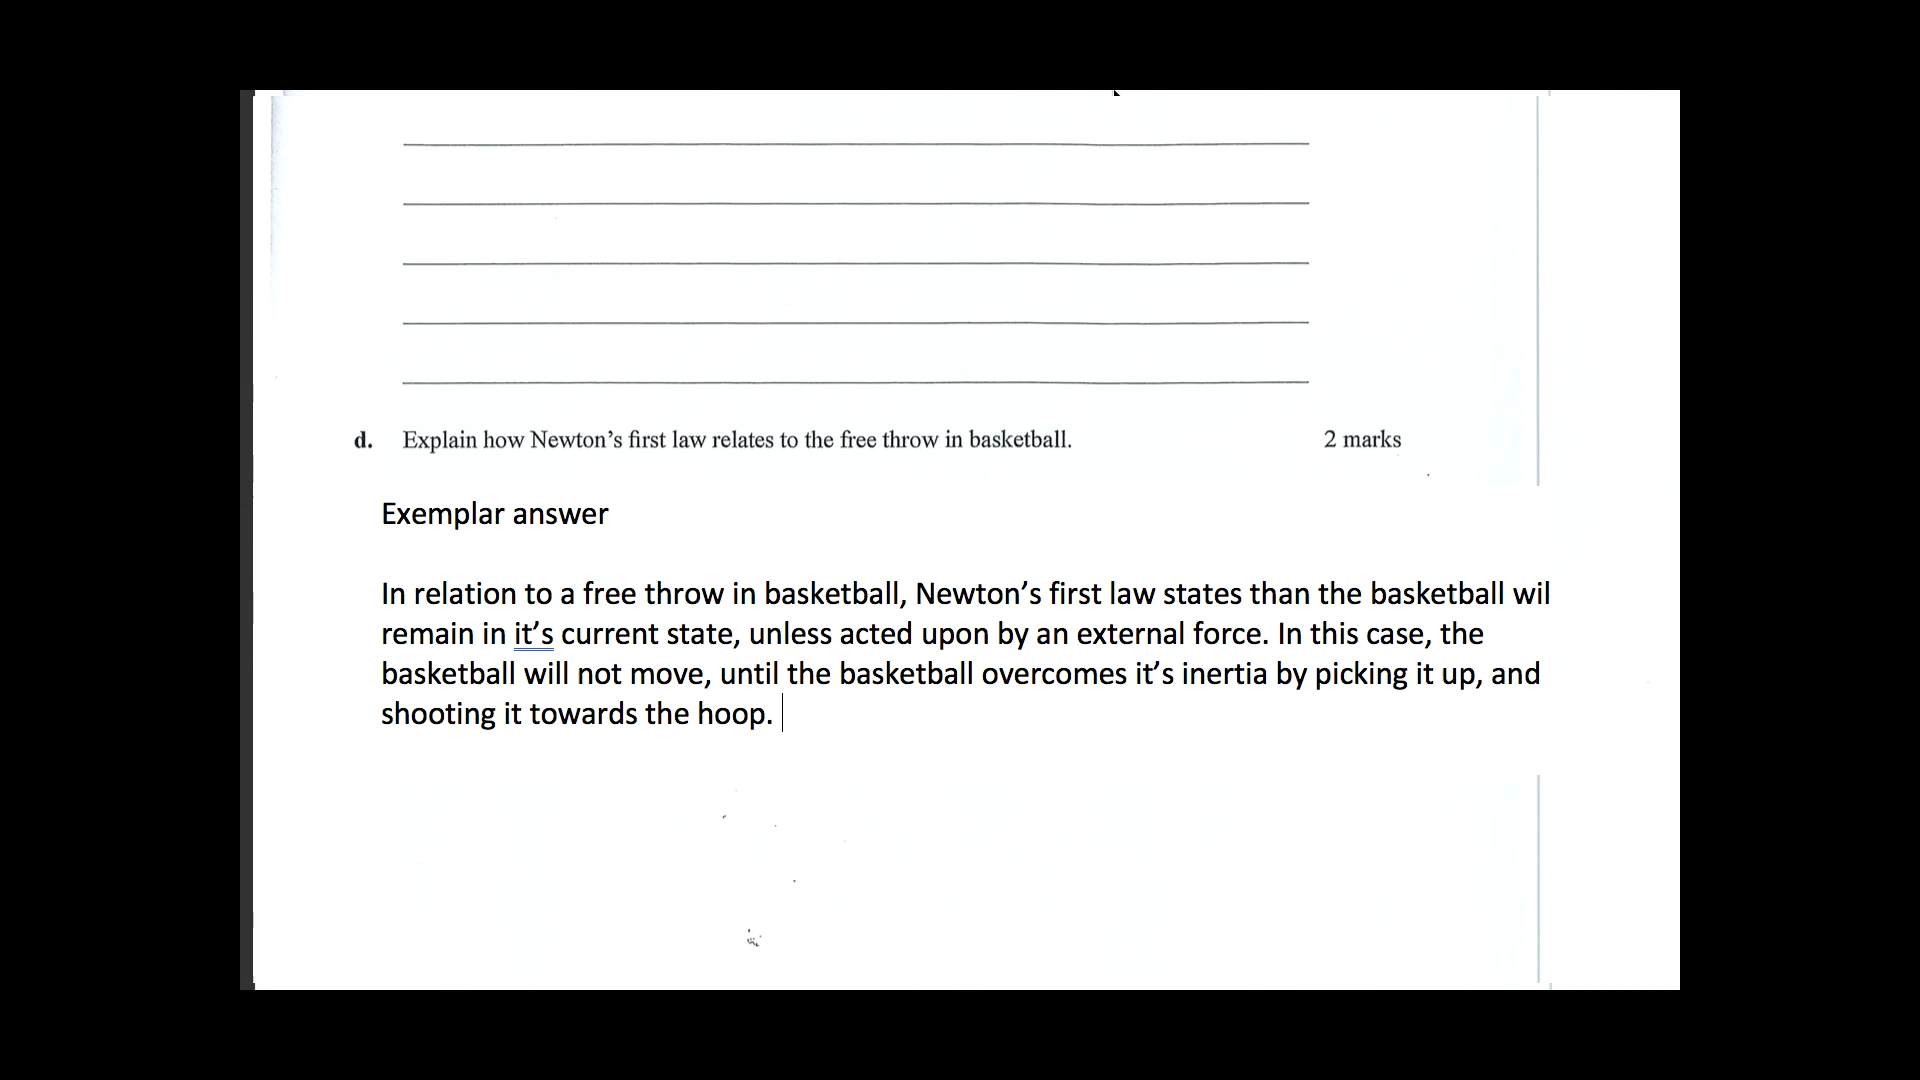 d. Explain how Newton’s first law relates to the free throw in basketball. 2 marks
Exemplar answer
In relation to a free throw in basketball, Newton’s first law states than the basketball wil
remain in it’s current state, unless acted upon by an external force. In this case, the
basketball will not move, until the basketball overcomes it’s inertia by picking it up, and
shooting it towards the hoop.